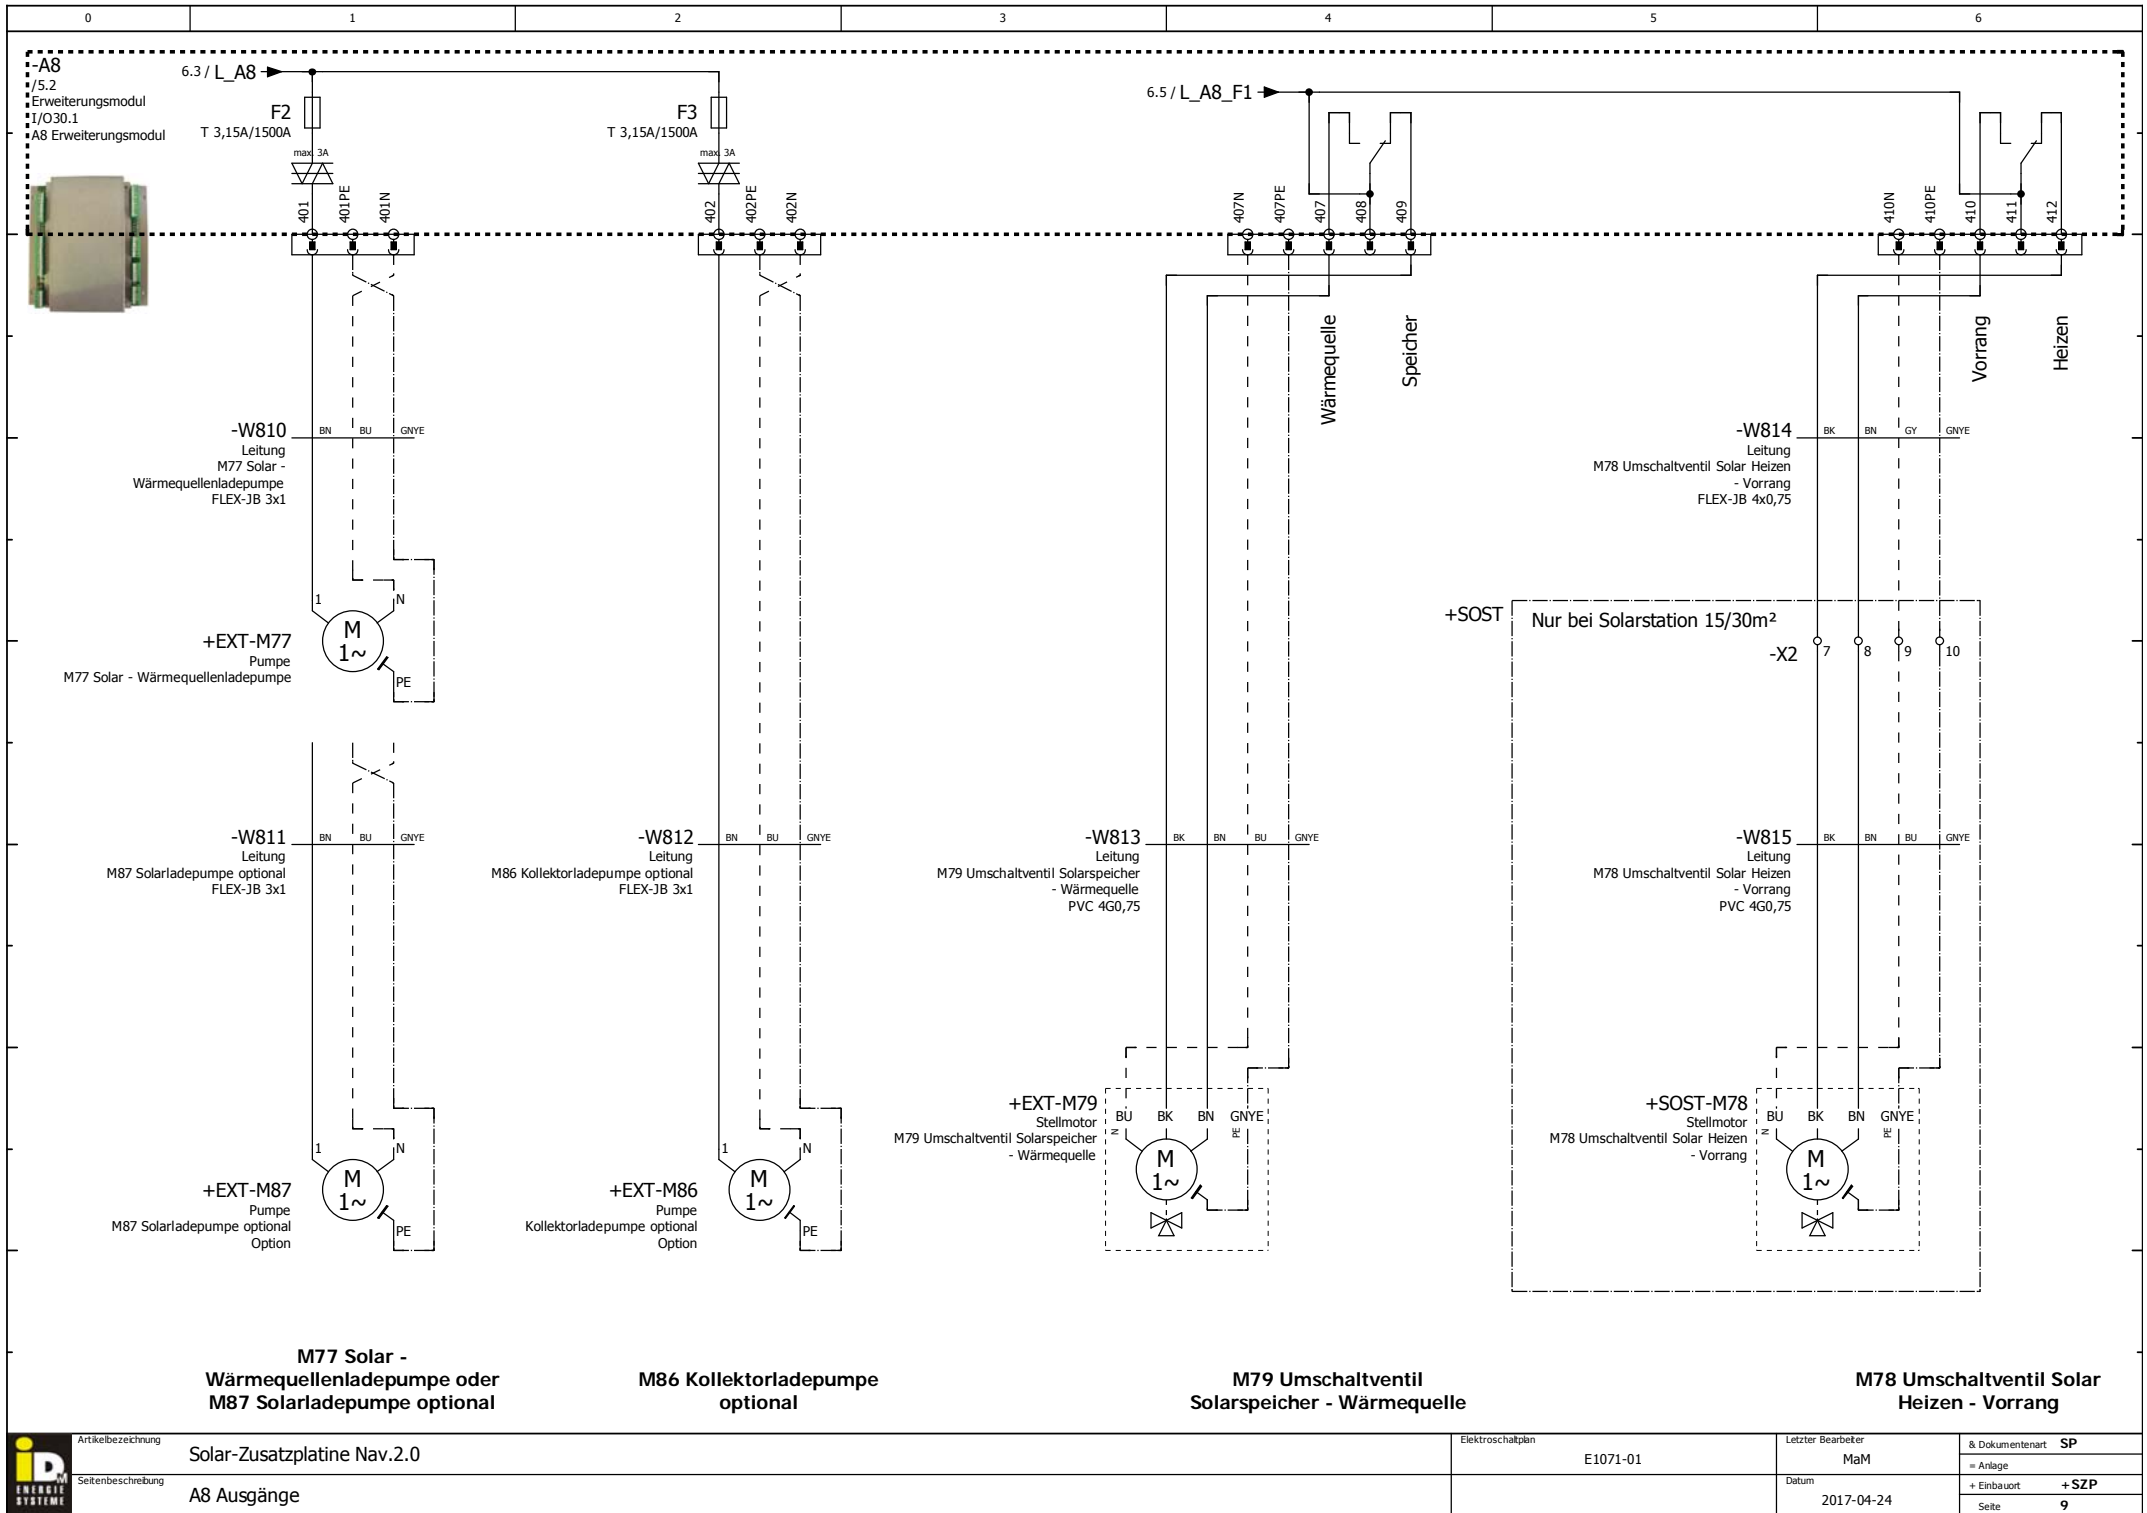 0 1 2 3 4 5 6
-A8
/5.2
Erweiterungsmodul
I/O30.1
A8 Erweiterungsmodul
6.3 / L_A8
F2
T 3,15A/1500A
max. 3A
401
401PE
401N
F3
T 3,15A/1500A
max. 3A
402
402PE
402N
6.5 / L_A8_F1
407N
407PE
407
408
409
410N
410PE
410
411
412
Wärmequelle
Speicher
Vorrang
Heizen
-W810
BN BU GNYE
Leitung
M77 Solar -
Wärmequellenladepumpe
FLEX-JB 3x1
-W814
BK BN GY GNYE
Leitung
M78 Umschaltventil Solar Heizen
- Vorrang
FLEX-JB 4x0,75
1 N
M
1~
PE
+EXT-M77
Pumpe
M77 Solar - Wärmequellenladepumpe
+SOST
Nur bei Solarstation 15/30m²
-X2
7 8 9 10
-W811
BN BU GNYE
Leitung
M87 Solarladepumpe optional
FLEX-JB 3x1
-W812
BN BU GNYE
Leitung
M86 Kollektorladepumpe optional
FLEX-JB 3x1
-W813
BK BN BU GNYE
Leitung
M79 Umschaltventil Solarspeicher
- Wärmequelle
PVC 4G0,75
-W815
BK BN BU GNYE
Leitung
M78 Umschaltventil Solar Heizen
- Vorrang
PVC 4G0,75
1 N
M
1~
PE
+EXT-M87
Pumpe
M87 Solarladepumpe optional
Option
1 N
M
1~
PE
+EXT-M86
Pumpe
Kollektorladepumpe optional
Option
+EXT-M79
Stellmotor
M79 Umschaltventil Solarspeicher
- Wärmequelle
BU BK BN GNYE
N PE
M
1~
+SOST-M78
Stellmotor
M78 Umschaltventil Solar Heizen
- Vorrang
BU BK BN GNYE
N PE
M
1~
M77 Solar -
Wärmequellenladepumpe oder
M87 Solarladepumpe optional
M86 Kollektorladepumpe
optional
M79 Umschaltventil
Solarspeicher - Wärmequelle
M78 Umschaltventil Solar
Heizen - Vorrang
iDM
ENERGIE
SYSTEME
Artikelbezeichnung
Solar-Zusatzplatine Nav.2.0
Seitenbeschreibung
A8 Ausgänge
Elektroschaltplan
E1071-01
Letzter Bearbeiter
MaM
Datum
2017-04-24
& Dokumentenart SP
= Anlage
+ Einbauort +SZP
Seite 9